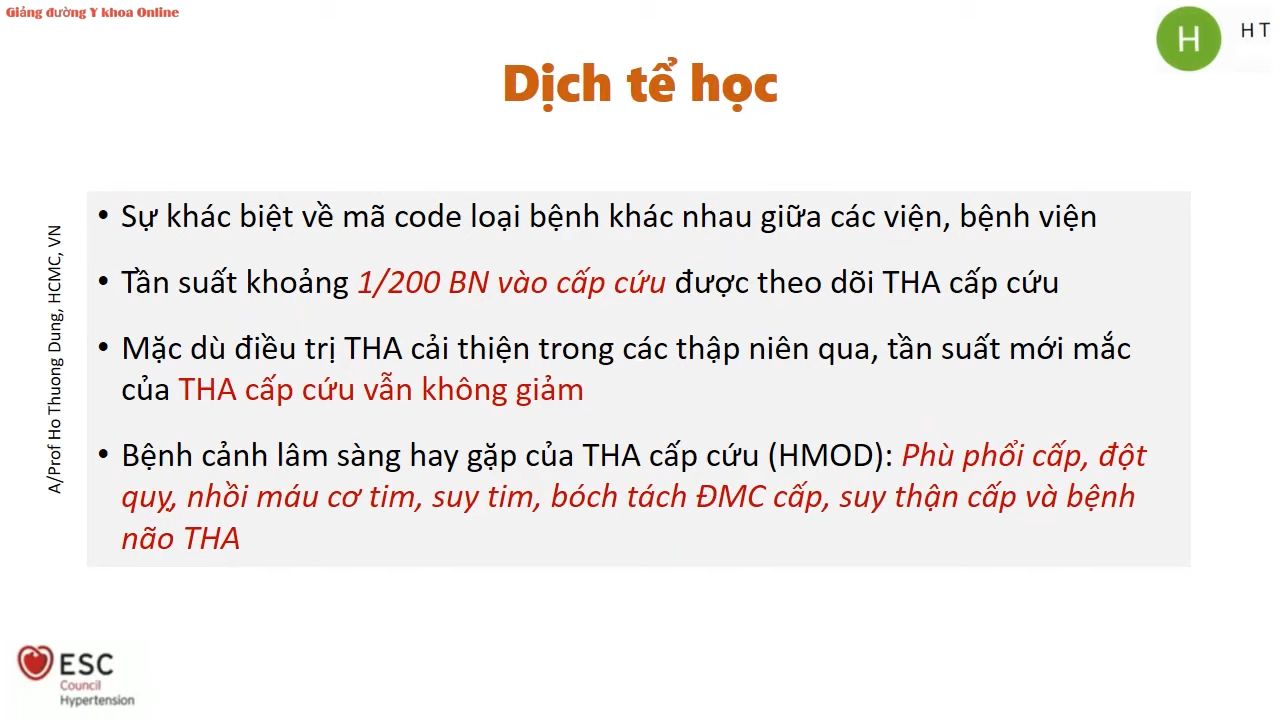 Giảng đường Y khoa Online
H
H T
Dịch tể học
A/Prof Ho Thuong Dung, HCMC, VN
• Sự khác biệt về mã code loại bệnh khác nhau giữa các viện, bệnh viện
• Tần suất khoảng 1/200 BN vào cấp cứu được theo dõi THA cấp cứu
• Mặc dù điều trị THA cải thiện trong các thập niên qua, tần suất mới mắc
của THA cấp cứu vẫn không giảm
• Bệnh cảnh lâm sàng hay gặp của THA cấp cứu (HMOD): Phù phổi cấp, đột
quỵ, nhồi máu cơ tim, suy tim, bóch tách ĐMC cấp, suy thận cấp và bệnh
não THA
ESC
Council
Hypertension